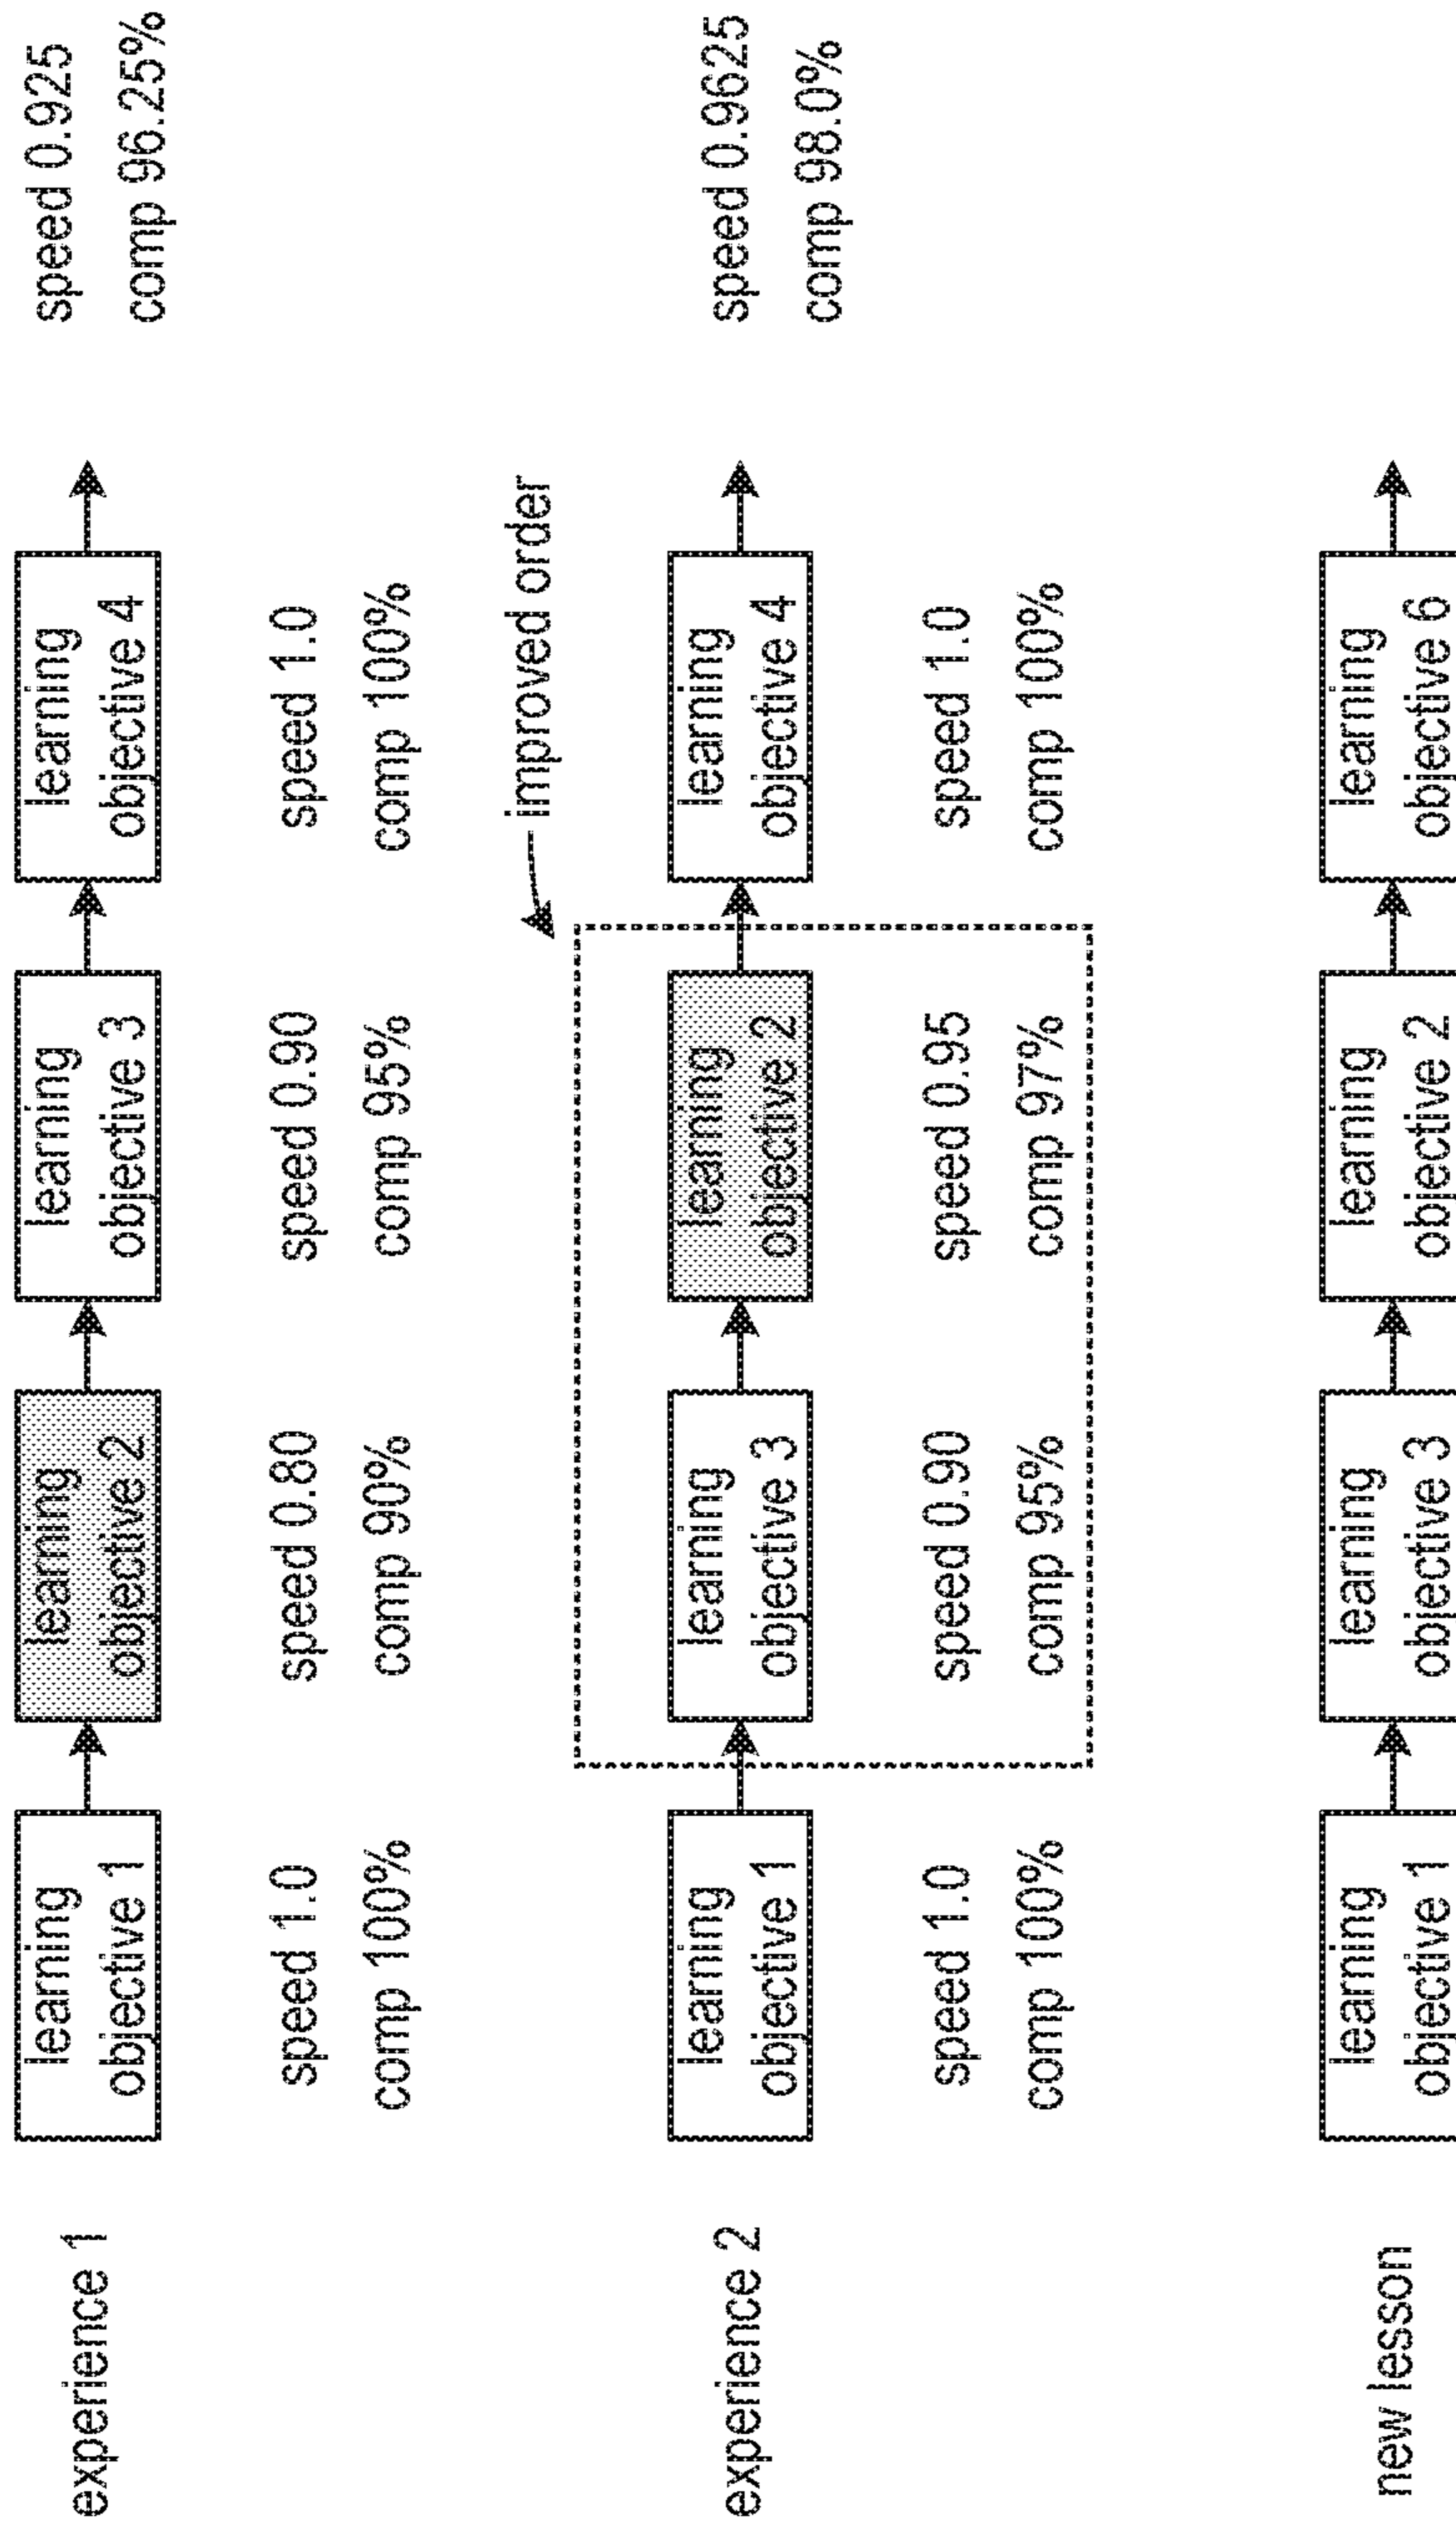 experience 1
learning
objective 1
learning
objective 2
learning
objective 3
learning
objective 4
speed 0.925
comp 96.25%
speed 1.0
comp 100%
speed 0.80
comp 90%
speed 0.90
comp 95%
speed 1.0
comp 100%
improved order
experience 2
learning
objective 1
learning
objective 3
learning
objective 2
learning
objective 4
speed 0.9625
comp 98.0%
speed 1.0
comp 100%
speed 0.90
comp 95%
speed 0.95
comp 97%
speed 1.0
comp 100%
new lesson
learning
objective 1
learning
objective 3
learning
objective 2
learning
objective 6